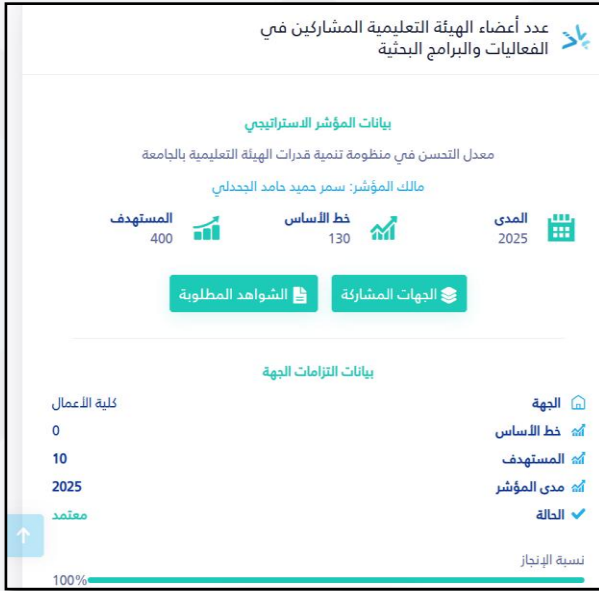 عدد أعضاء الهيئة التعليمية المشاركين في
الفعاليات والبرامج البحثية
بيانات المؤشر الاستراتيجي
معدل التحسن في منظومة تنمية قدرات الهيئة التعليمية بالجامعة
مالك المؤشر: سمر حميد حامد الجحدلي
المدى خط الأساس المستهدف
2025 130 400
الجهات المشاركة الشواهد المطلوبة
بيانات التزامات الجهة
الجهة كلية الأعمال
خط الأساس 0
المستهدف 10
مدى المؤشر 2025
الحالة معتمد
نسبة الإنجاز
100%